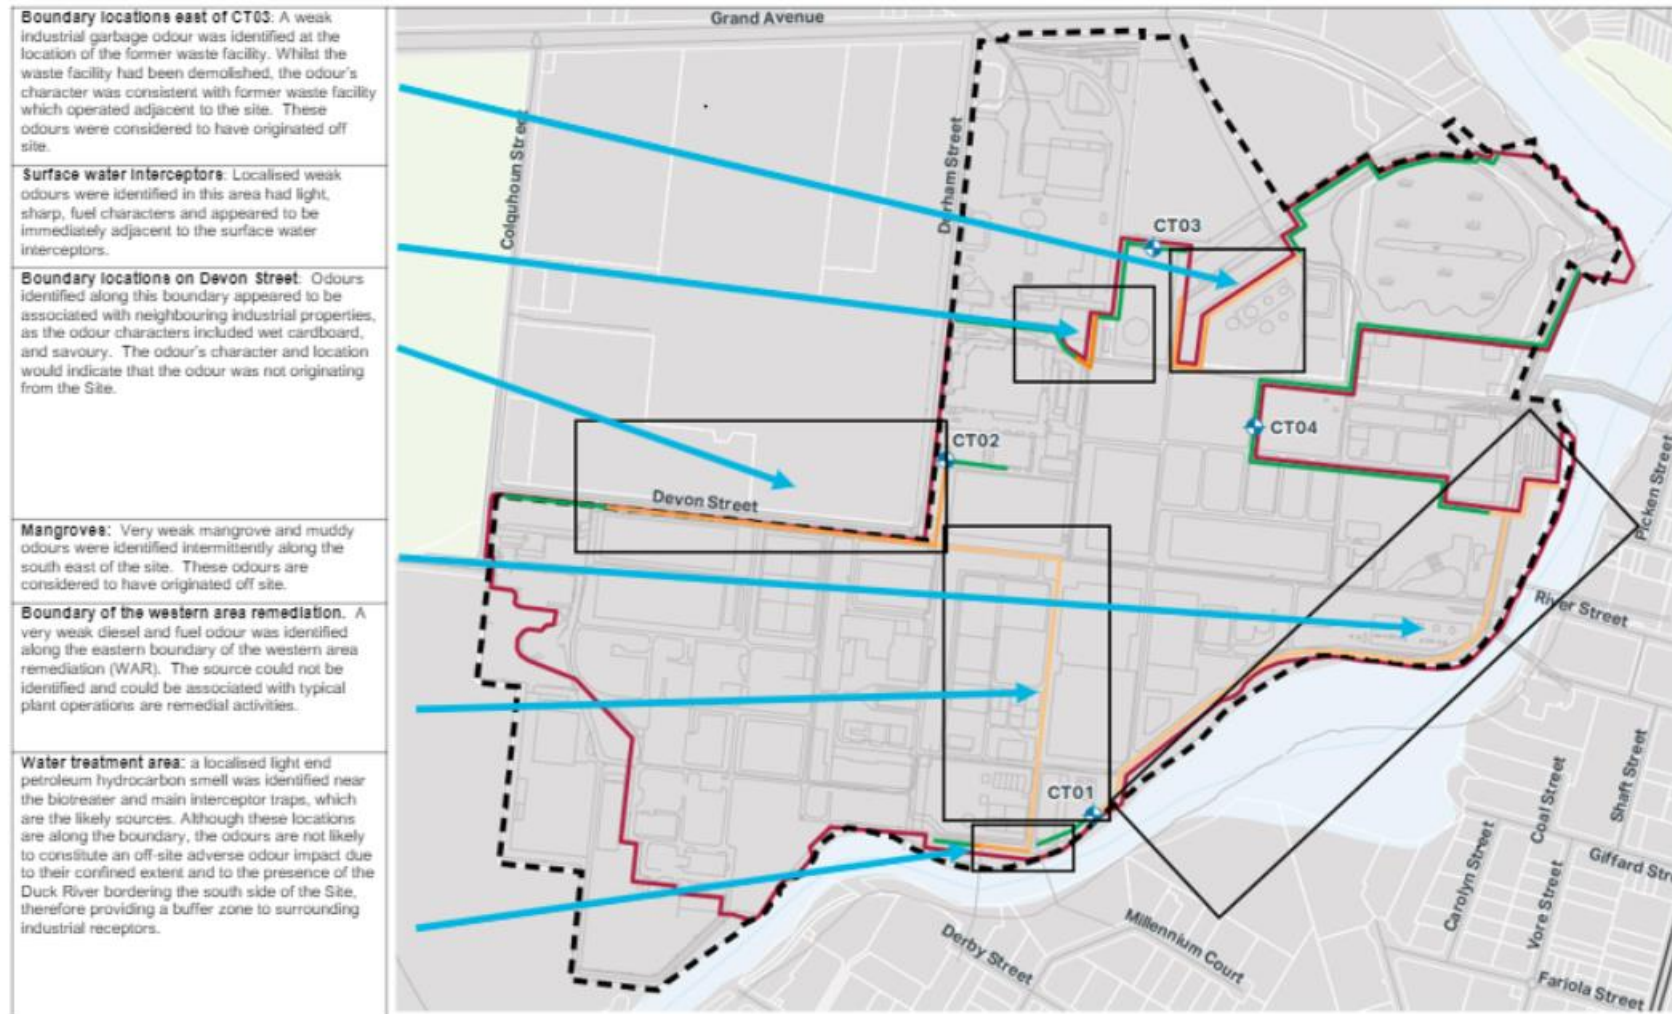 Boundary locations east of CT03: A weak
industrial garbage odour was identified at the
location of the former waste facility. Whilst the
waste facility had been demolished, the odour's
character was consistent with former waste facility
which operated adjacent to the site. These
odours were considered to have originated off
site.
Surface water interceptors: Localised weak
odours were identified in this area had light,
sharp, fuel characters and appeared to be
immediately adjacent to the surface water
interceptors.
Boundary locations on Devon Street: Odours
identified along this boundary appeared to be
associated with neighbouring industrial properties,
as the odour characters included wet cardboard,
and savoury. The odour's character and location
would indicate that the odour was not originating
from the Site.
Mangroves: Very weak mangrove and muddy
odours were identified intermittently along the
south east of the site. These odours are
considered to have originated off site.
Boundary of the western area remediation. A
very weak diesel and fuel odour was identified
along the eastern boundary of the western area
remediation (WAR). The source could not be
identified and could be associated with typical
plant operations are remedial activities.
Water treatment area: a localised light end
petroleum hydrocarbon smell was identified near
the biotreater and main interceptor traps, which
are the likely sources. Although these locations
are along the boundary, the odours are not likely
to constitute an off-site adverse odour impact due
to their confined extent and to the presence of the
Duck River bordering the south side of the Site,
therefore providing a buffer zone to surrounding
industrial receptors.
Grand Avenue
Colquhoun Street
Durham Street
CT03
CT02
CT04
Devon Street
Picken Street
River Street
CT01
Shaft Street
Coal Street
Carolyn Street
Giffard Stre
Vore Street
Millennium Court
Derby Street
Fariola Street